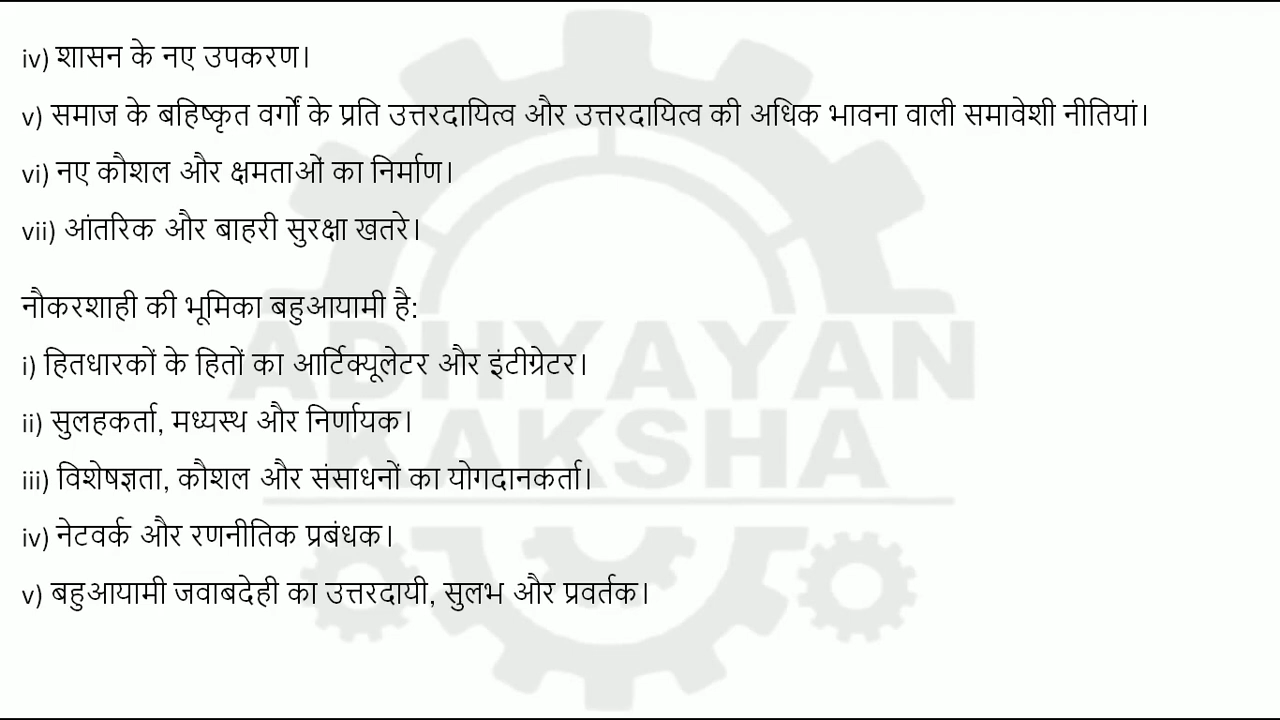 iv) शासन के नए उपकरण।
v) समाज के बहिष्कृत वर्गों के प्रति उत्तरदायित्व और उत्तरदायित्व की अधिक भावना वाली समावेशी नीतियां।
vi) नए कौशल और क्षमताओं का निर्माण।
vii) आंतरिक और बाहरी सुरक्षा खतरे।
नौकरशाही की भूमिका बहुआयामी है:
i) हितधारकों के हितों का आर्टिक्यूलेटर और इंटीग्रेटर।
ii) सुलहकर्ता, मध्यस्थ और निर्णायक।
iii) विशेषज्ञता, कौशल और संसाधनों का योगदानकर्ता।
iv) नेटवर्क और रणनीतिक प्रबंधक।
v) बहुआयामी जवाबदेही का उत्तरदायी, सुलभ और प्रवर्तक।
ADHYAYAN
KAKSHA